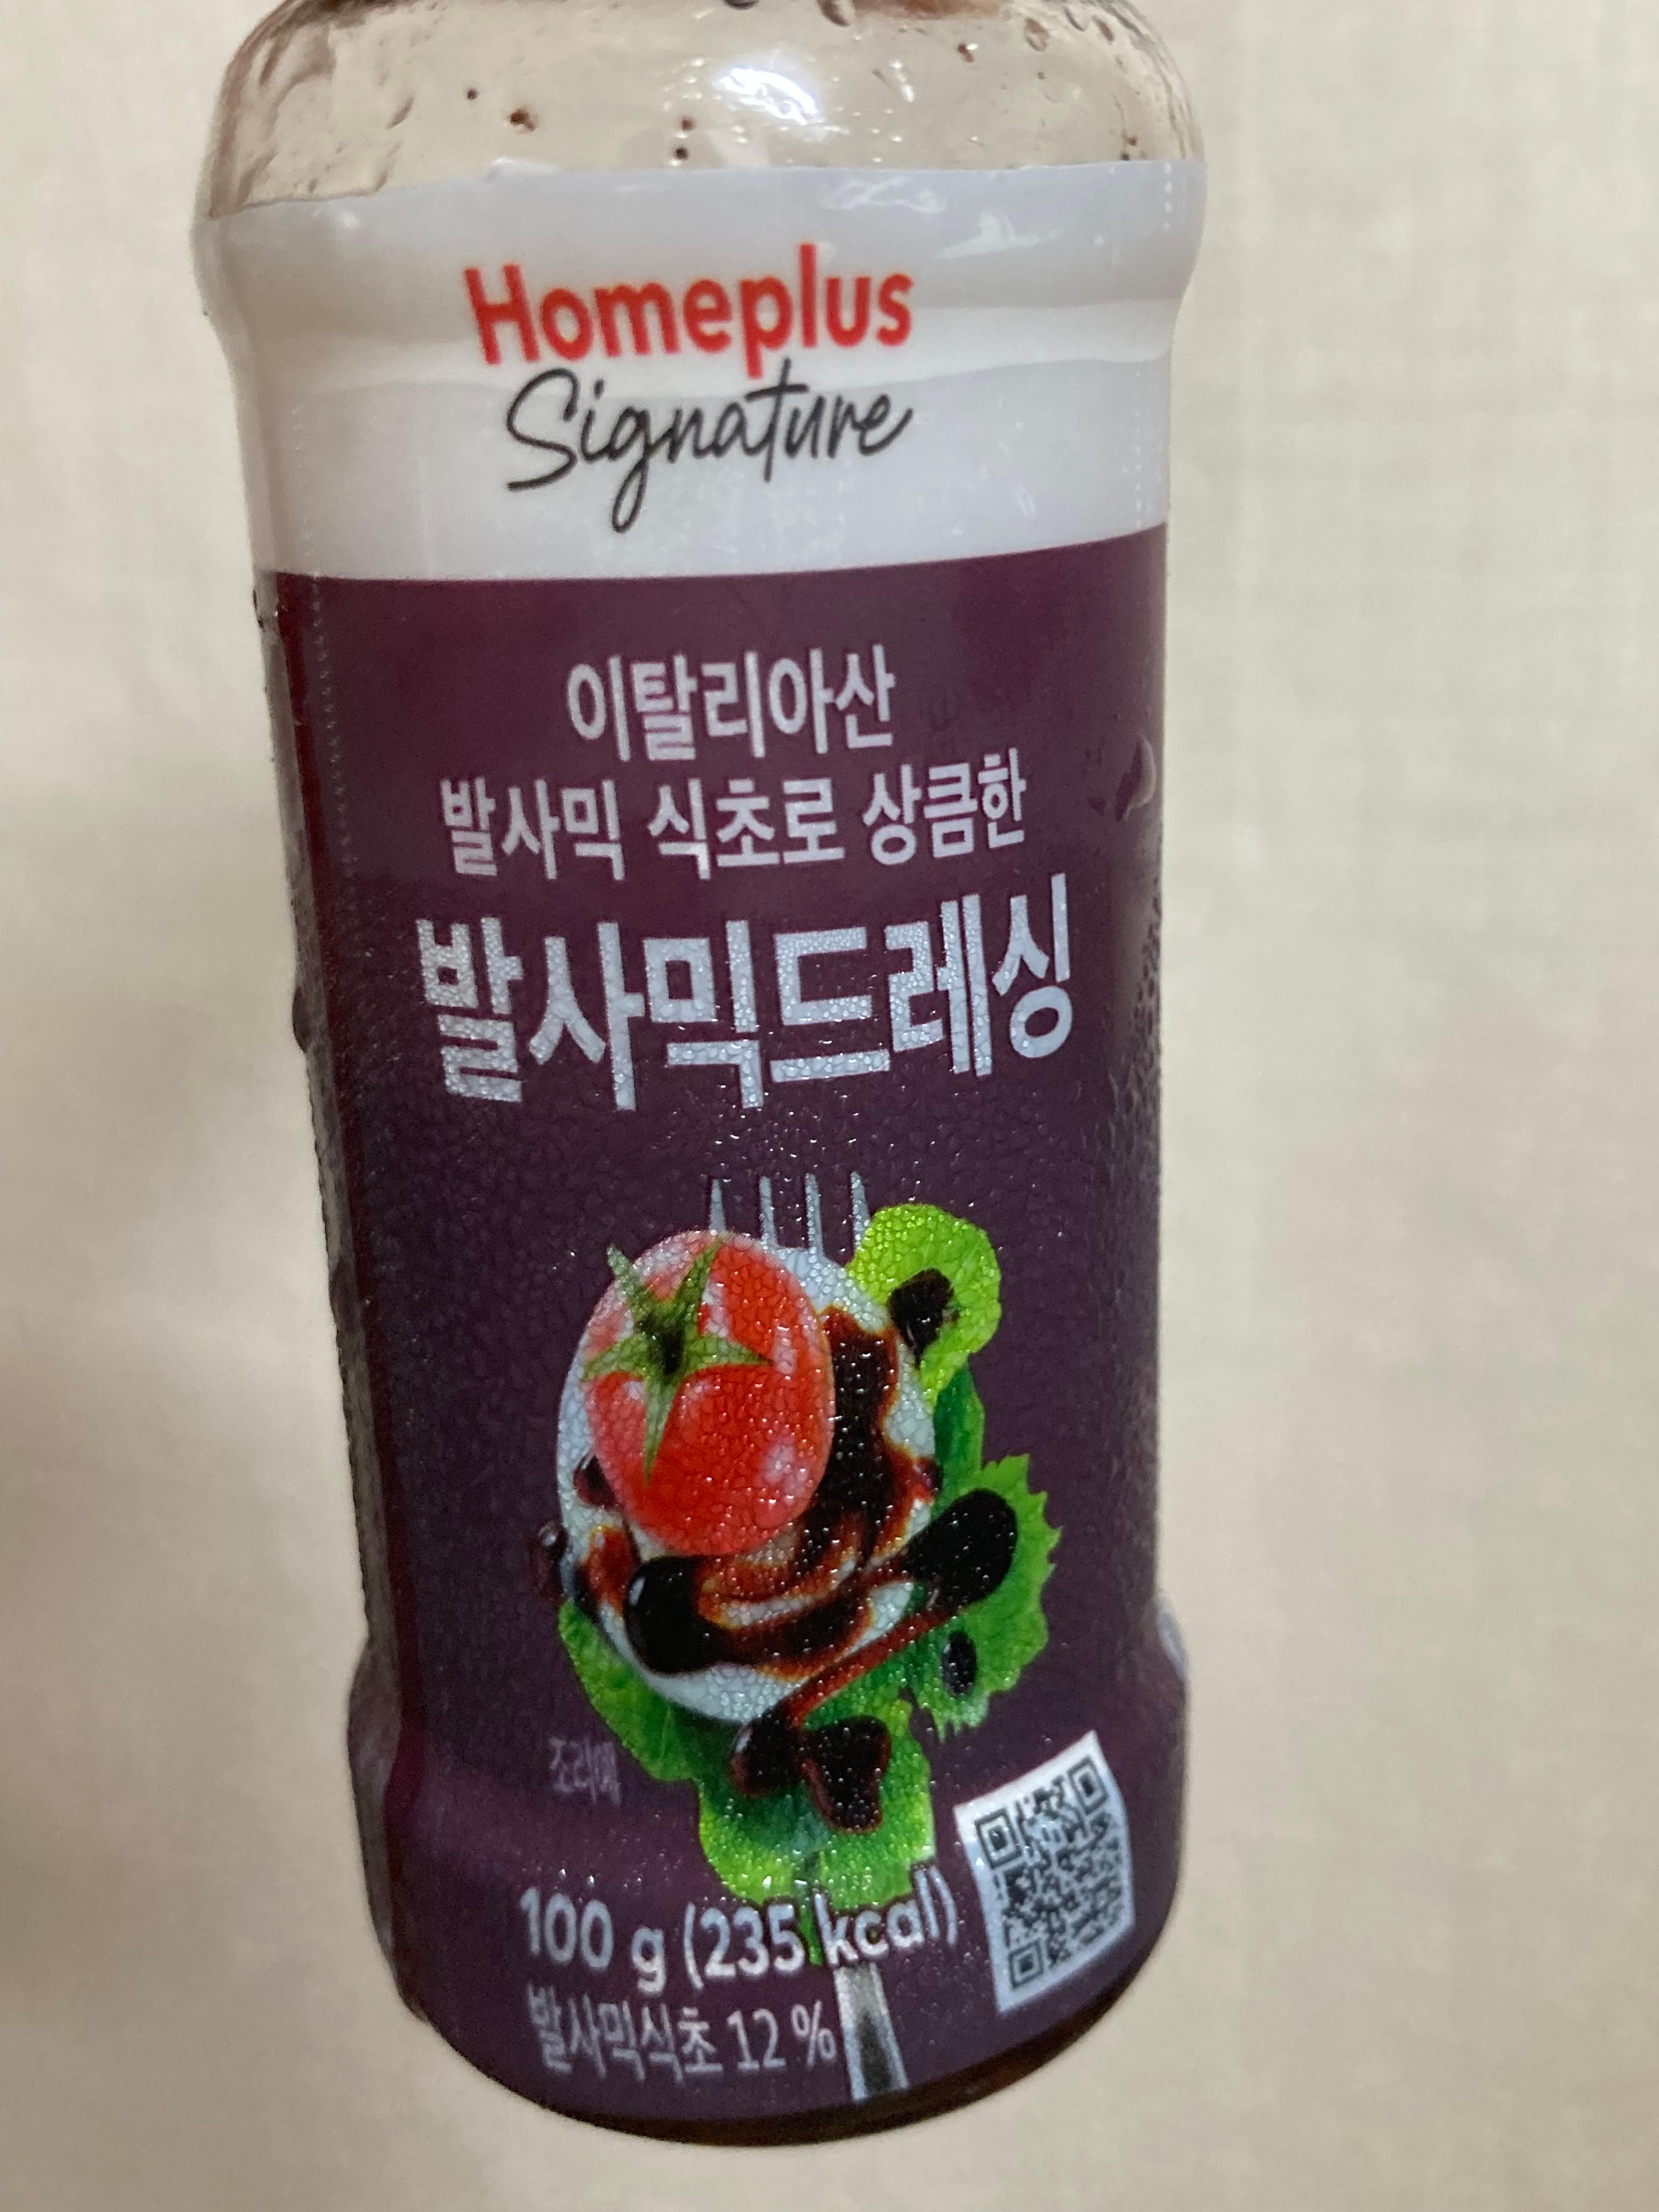 Homeplus
Signature
이탈리아산
발사믹 식초로 상큼한
발사믹드레싱
조리예
100 g (235 kcal)
발사믹식초 12 %